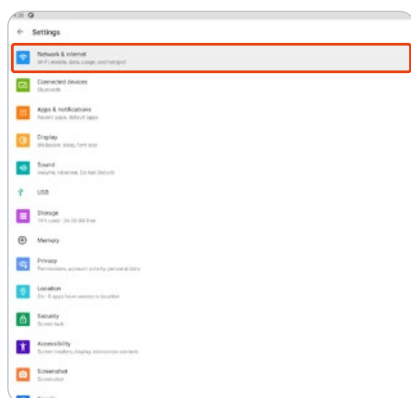 Settings
Network & internet
Wi-Fi, mobile, data usage, and hotspot
Connected devices
Bluetooth
Apps & notifications
Recent apps, default apps
Display
Wallpaper, sleep, font size
Sound
Volume, vibration, Do Not Disturb
USB
Storage
Memory
Privacy
Permissions, account activity, personal data
Location
Security
Screen lock
Accessibility
Screen readers, display, interaction controls
Screenshot
Screenshot